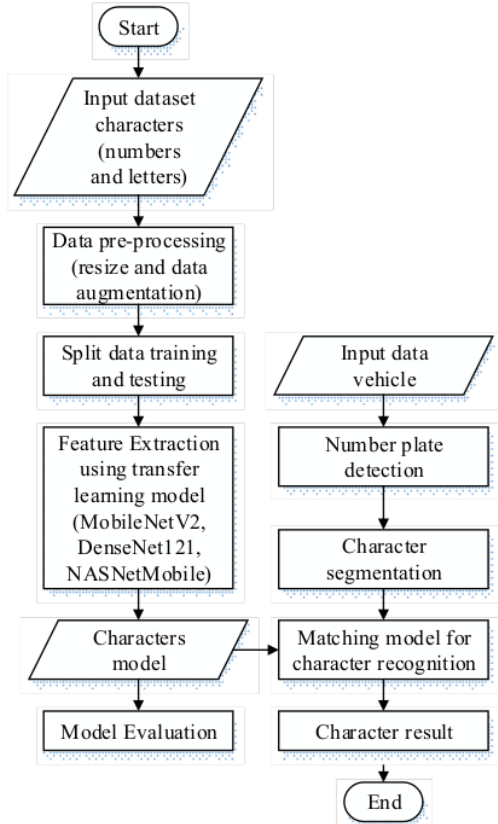 Start
Input dataset
characters
(numbers
and letters)
Data pre-processing
(resize and data
augmentation)
Split data training
and testing
Feature Extraction
using transfer
learning model
(MobileNetV2,
DenseNet121,
NASNetMobile)
Characters
model
Model Evaluation
Input data
vehicle
Number plate
detection
Character
segmentation
Matching model for
character recognition
Character result
End